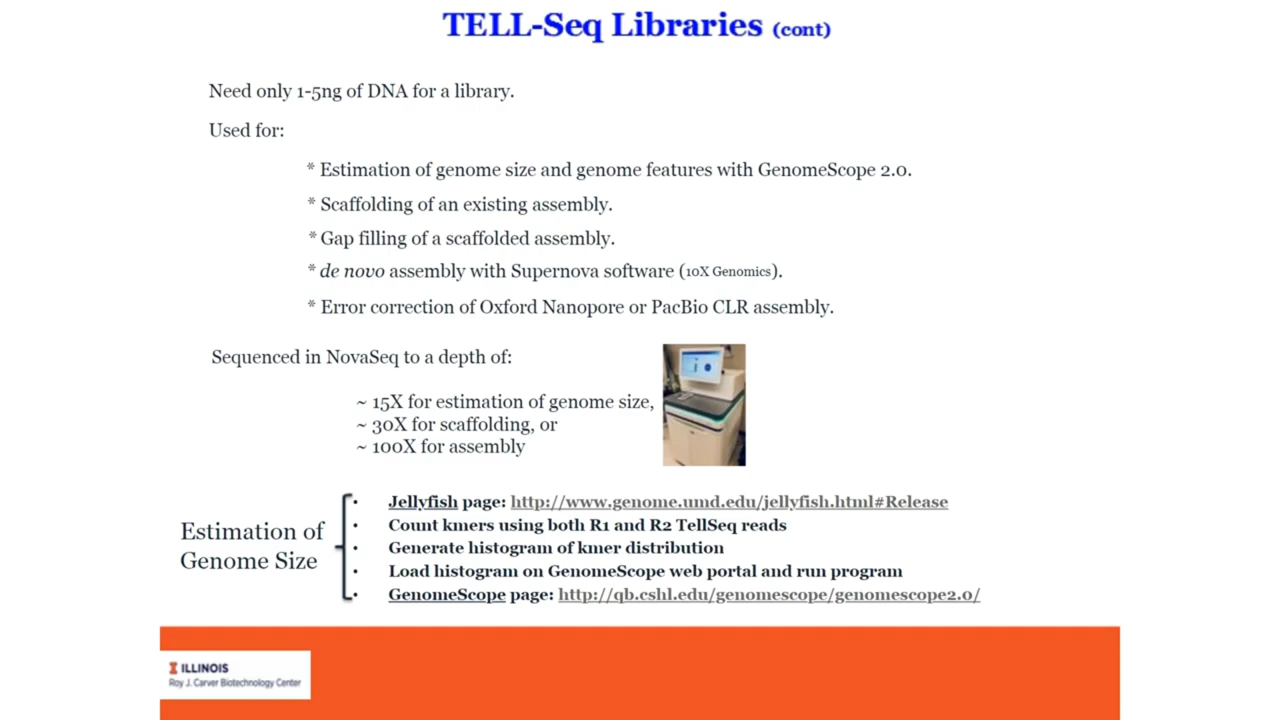 TELL-Seq Libraries (cont)
Need only 1-5ng of DNA for a library.
Used for:
* Estimation of genome size and genome features with GenomeScope 2.0.
* Scaffolding of an existing assembly.
* Gap filling of a scaffolded assembly.
* de novo assembly with Supernova software (10X Genomics).
* Error correction of Oxford Nanopore or PacBio CLR assembly.
Sequenced in NovaSeq to a depth of:
~ 15X for estimation of genome size,
~ 30X for scaffolding, or
~ 100X for assembly
Estimation of
Genome Size
• Jellyfish page: http://www.genome.umd.edu/jellyfish.html#Release
• Count kmers using both R1 and R2 TellSeq reads
• Generate histogram of kmer distribution
• Load histogram on GenomeScope web portal and run program
• GenomeScope page: http://qb.cshl.edu/genomescope/genomescope2.0/
ILLINOIS
Roy J. Carver Biotechnology Center